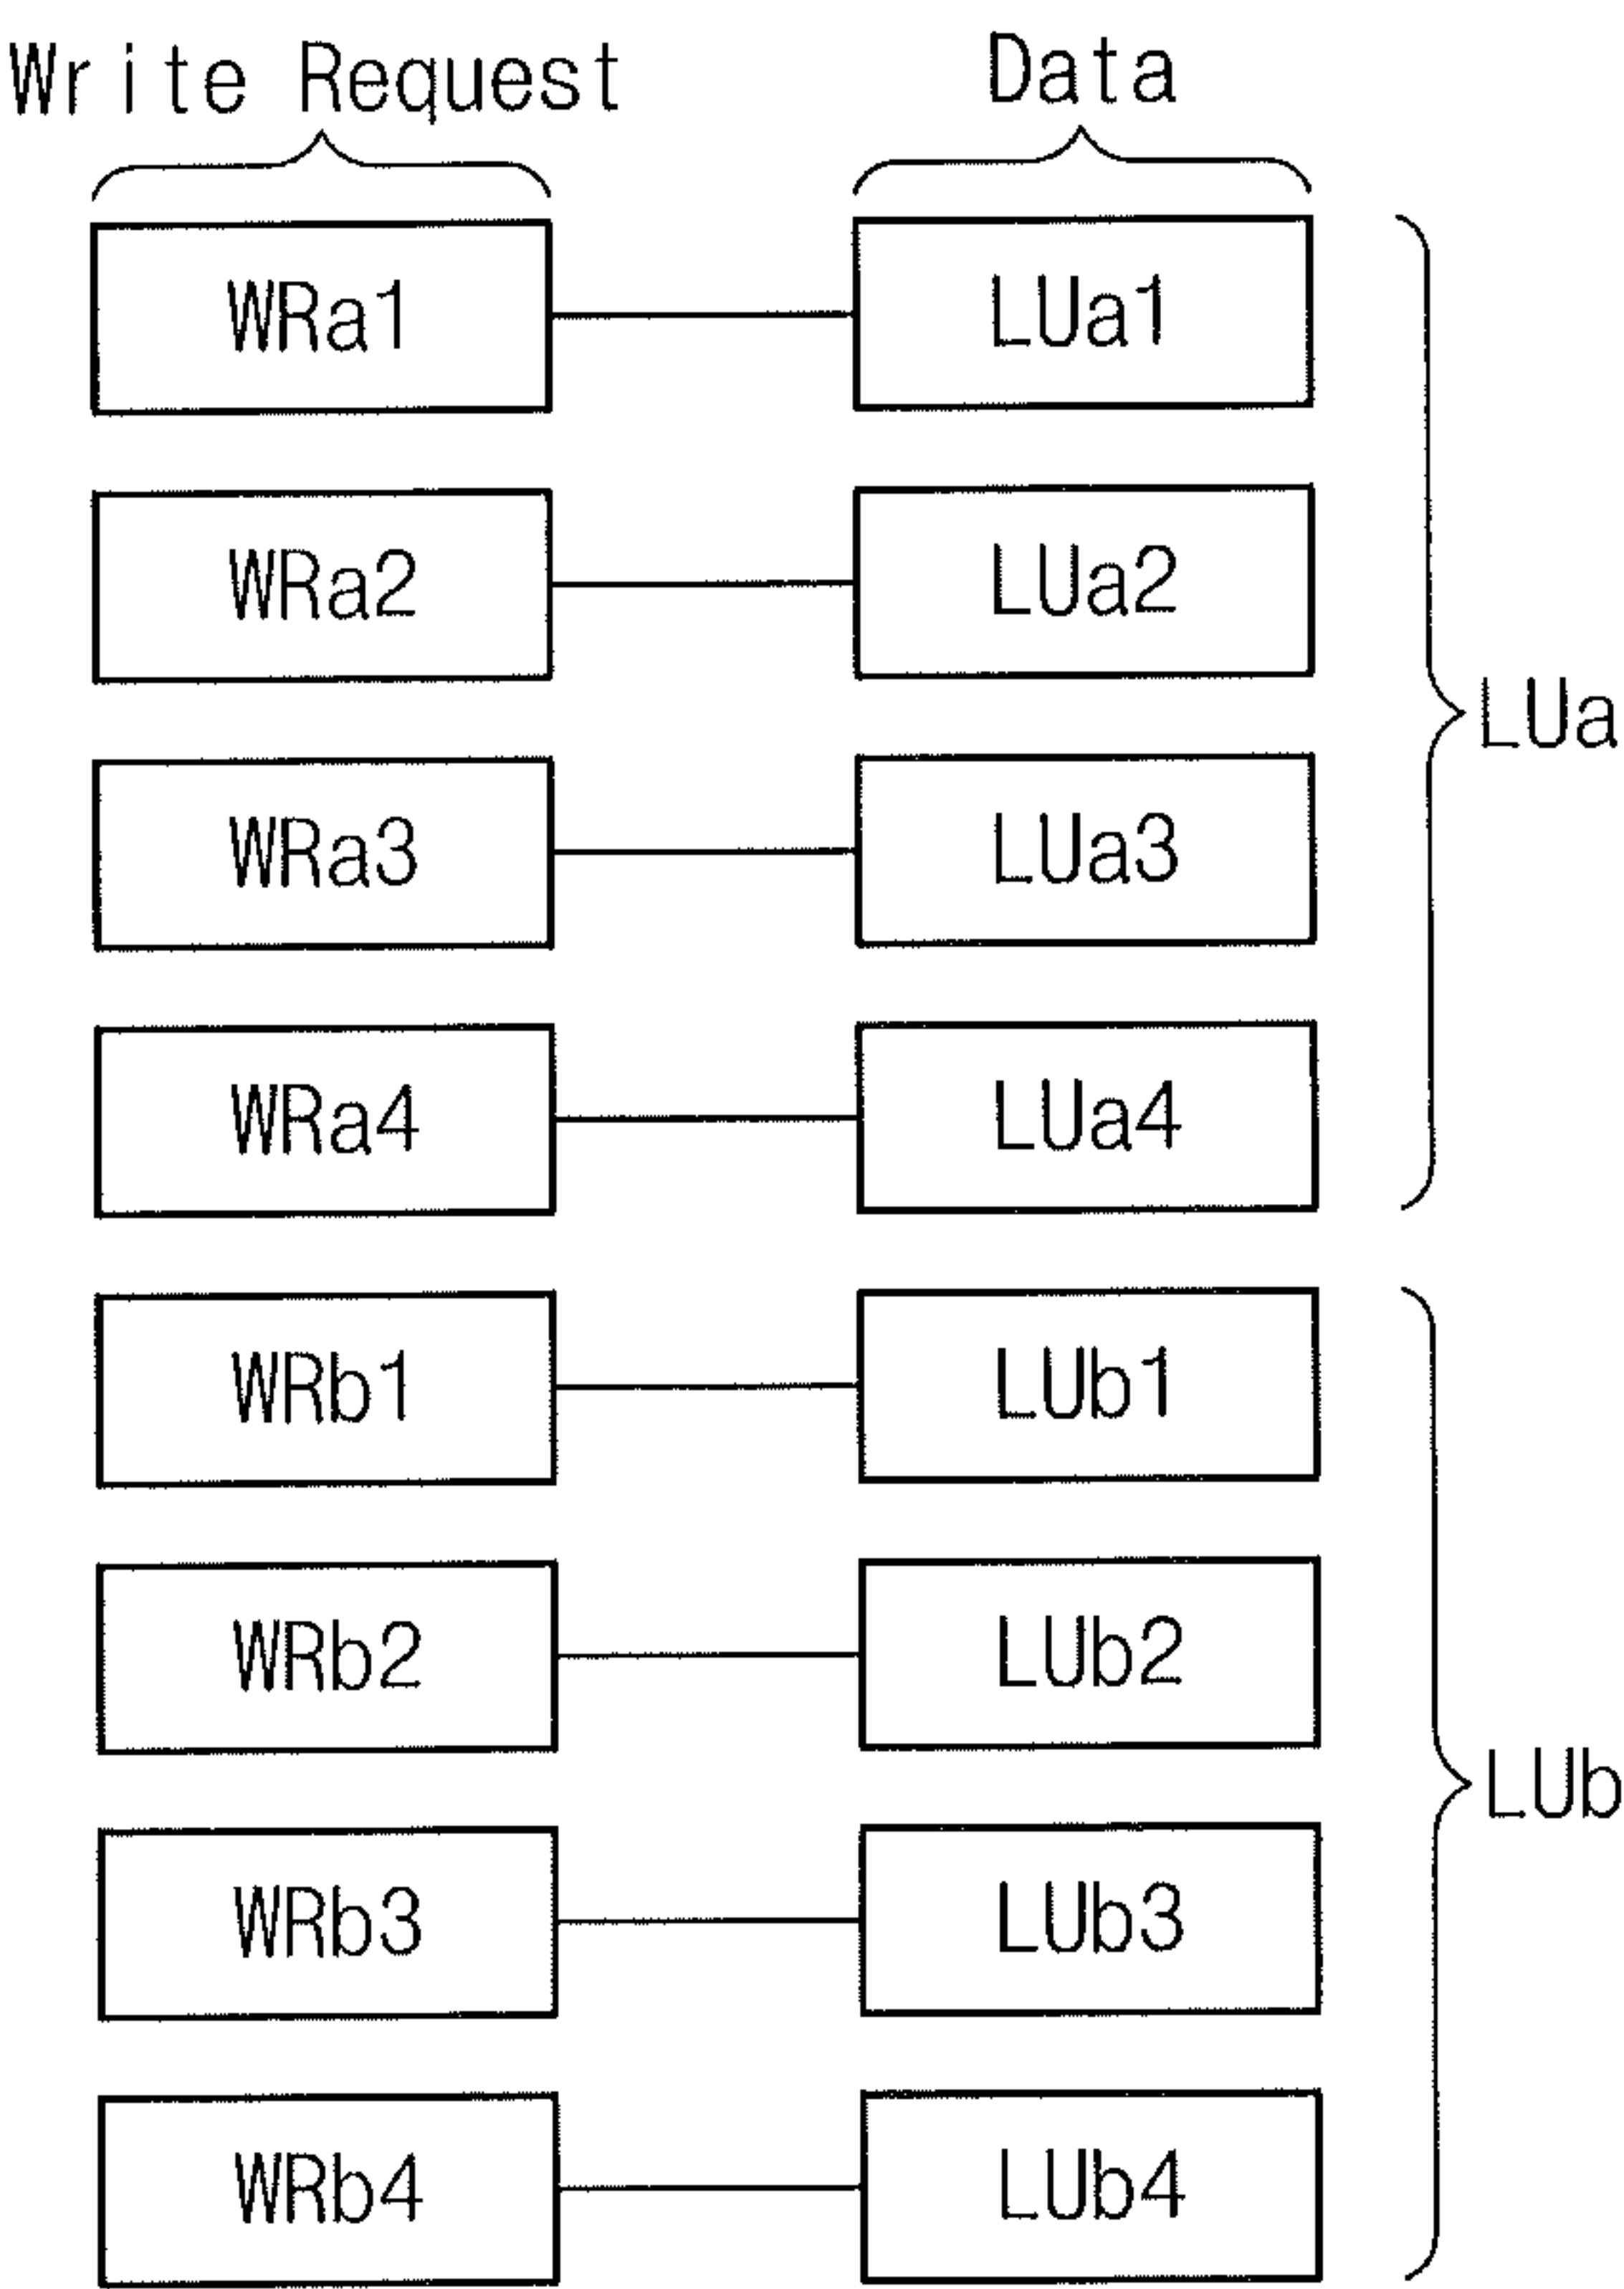 Write Request Data
WRa1 LUa1
WRa2 LUa2
LUa
WRa3 LUa3
WRa4 LUa4
WRb1 LUb1
WRb2 LUb2
LUb
WRb3 LUb3
WRb4 LUb4